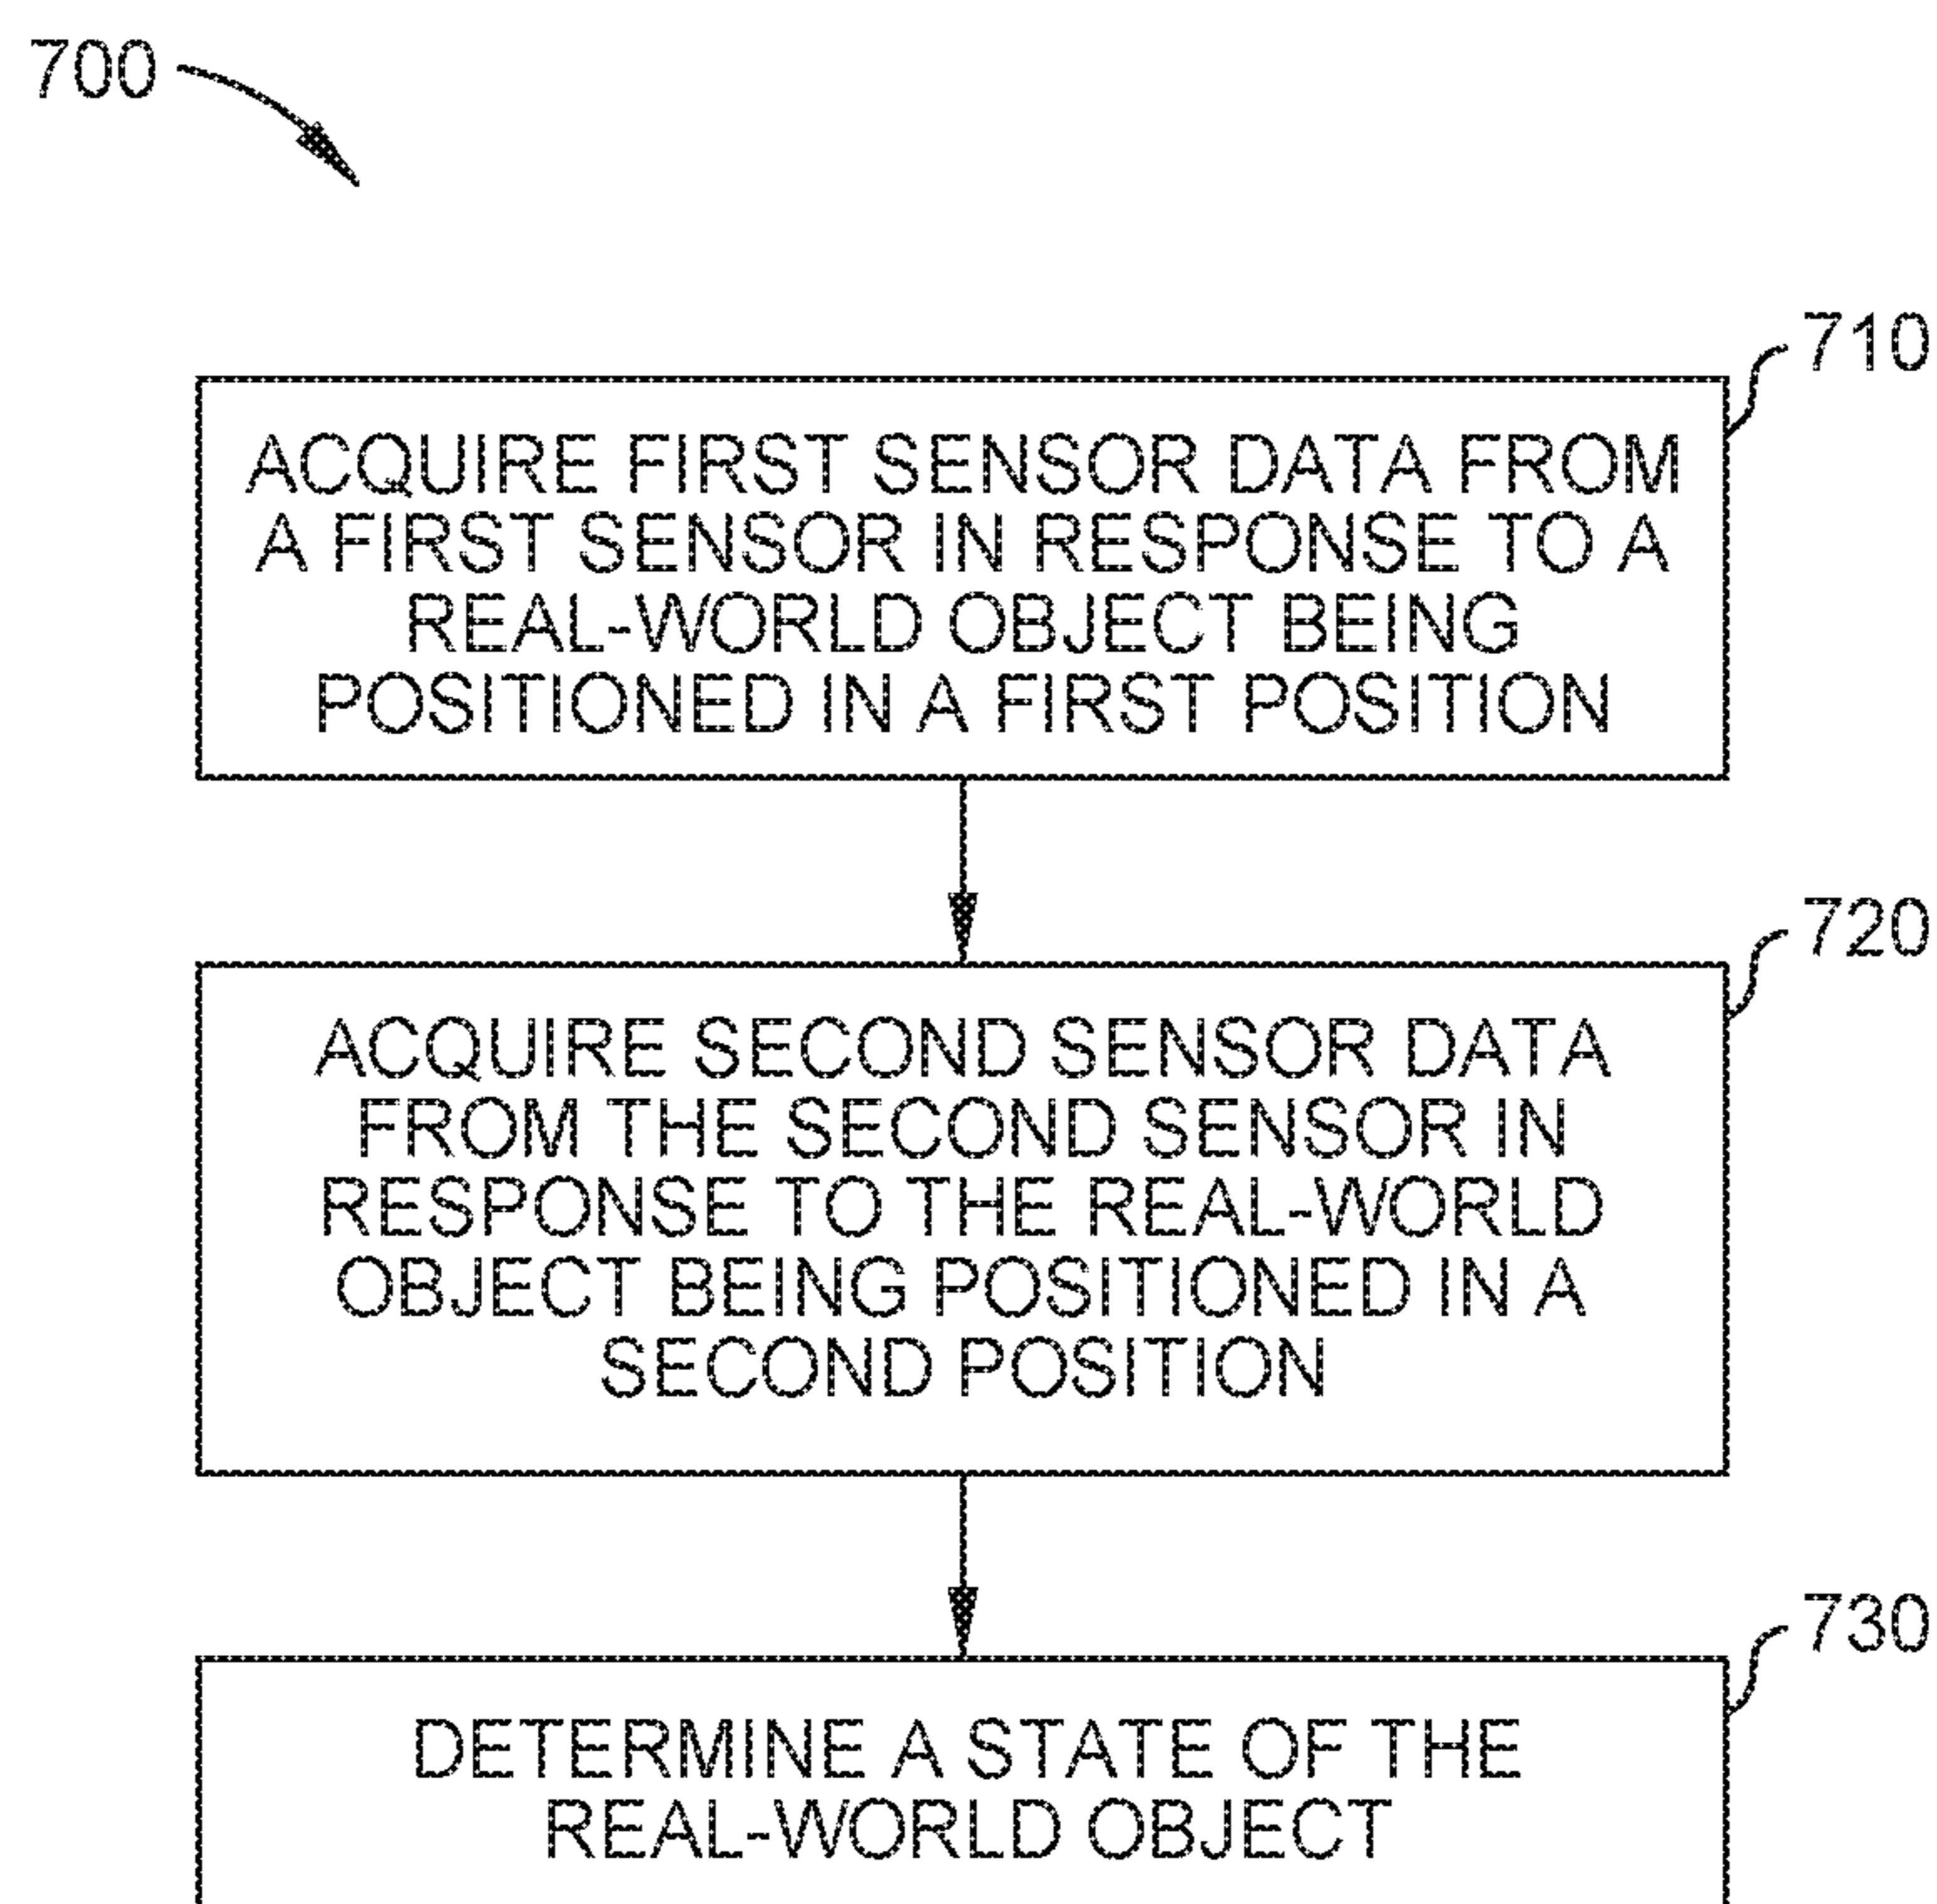 700
710
ACQUIRE FIRST SENSOR DATA FROM
A FIRST SENSOR IN RESPONSE TO A
REAL-WORLD OBJECT BEING
POSITIONED IN A FIRST POSITION
720
ACQUIRE SECOND SENSOR DATA
FROM THE SECOND SENSOR IN
RESPONSE TO THE REAL-WORLD
OBJECT BEING POSITIONED IN A
SECOND POSITION
730
DETERMINE A STATE OF THE
REAL-WORLD OBJECT